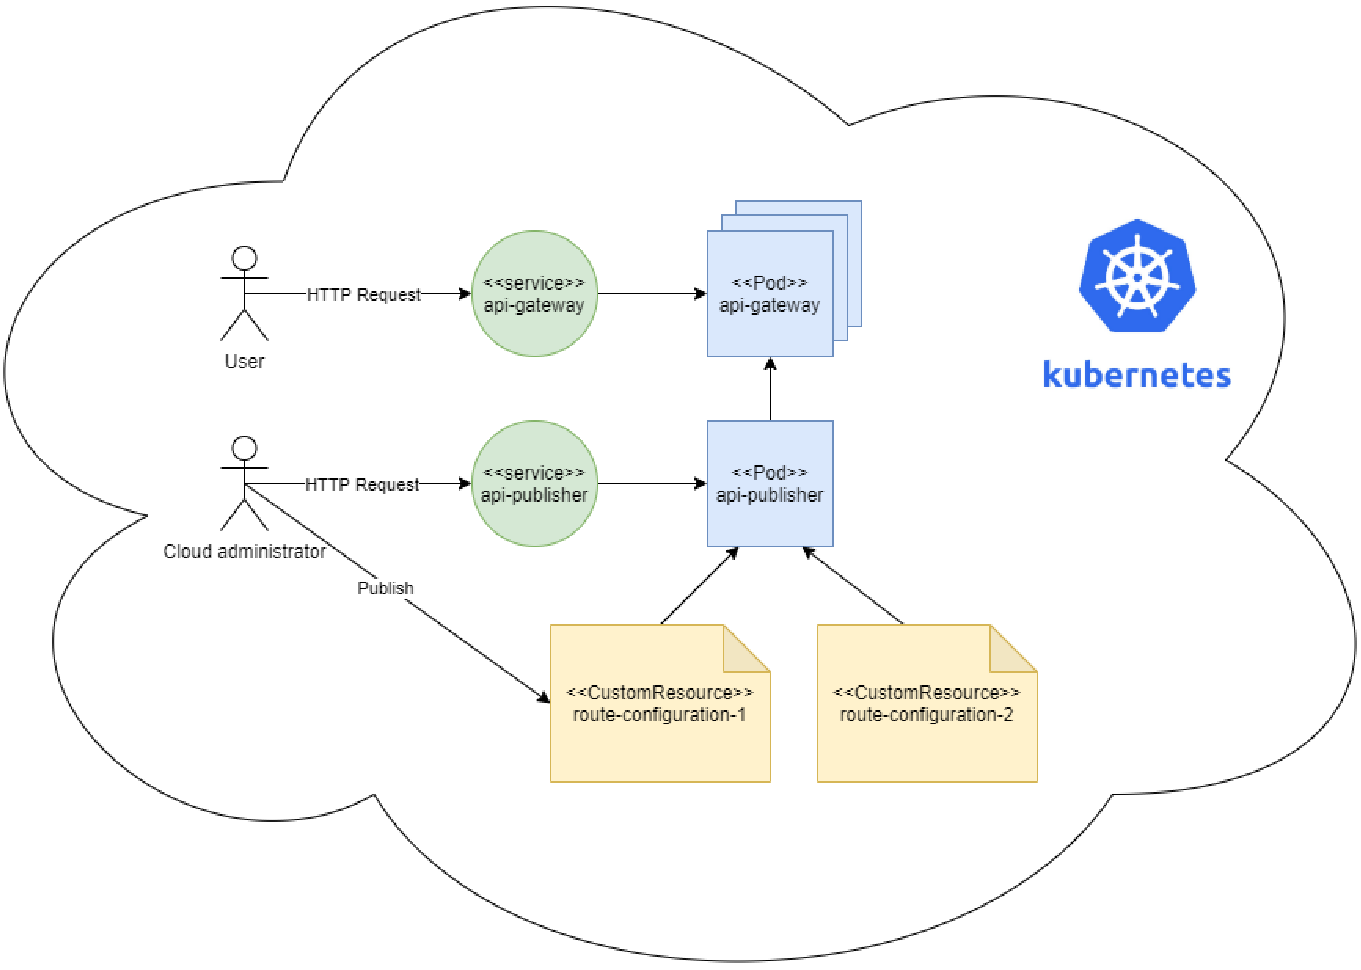 <<service>>
api-gateway
<<Pod>>
api-gateway
HTTP Request
User
kubernetes
<<service>>
api-publisher
<<Pod>>
api-publisher
HTTP Request
Cloud administrator
Publish
<<CustomResource>>
route-configuration-1
<<CustomResource>>
route-configuration-2